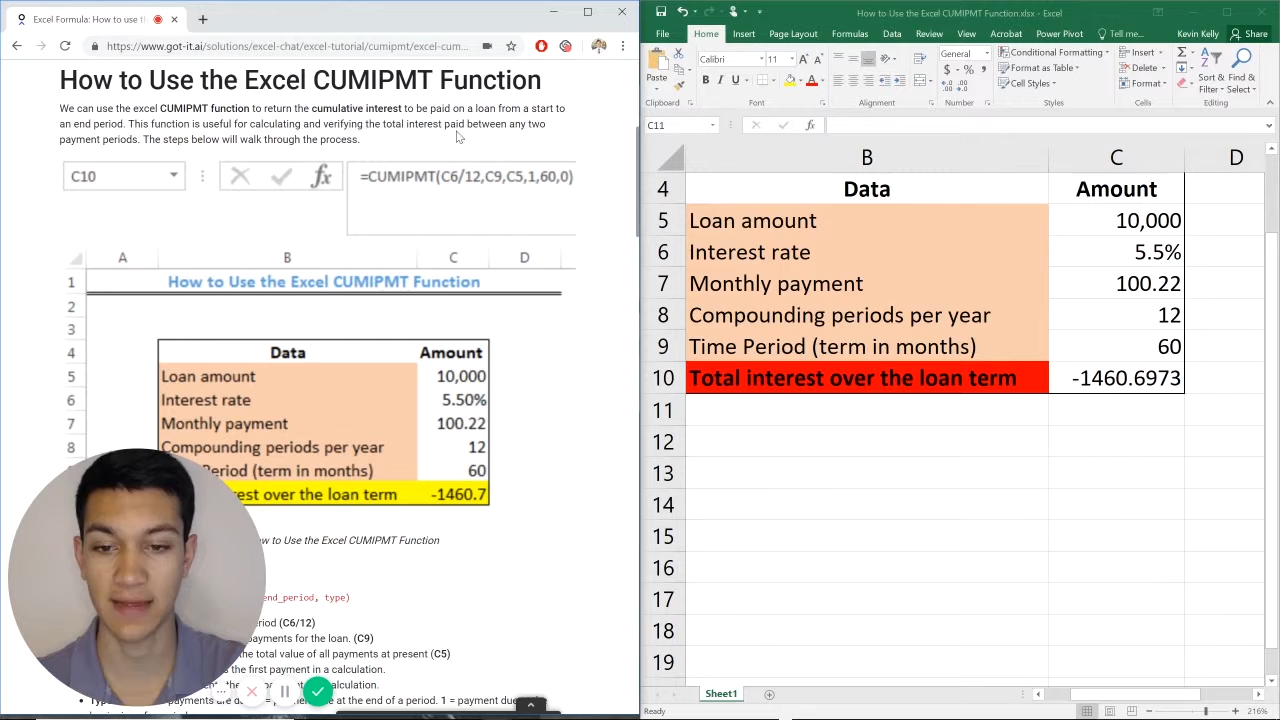 Excel Formula: How to use t
https://www.got-it.ai/solutions/excel-chat/excel-tutorial/cumipmt/excel-cum...
How to Use the Excel CUMIPMT Function
We can use the excel CUMIPMT function to return the cumulative interest to be paid on a loan from a start to
an end period. This function is useful for calculating and verifying the total interest paid between any two
payment periods. The steps below will walk through the process.
C10 fx =CUMIPMT(C6/12,C9,C5,1,60,0)
A B C D
1 How to Use the Excel CUMIPMT Function
2
3
4 Data Amount
5 Loan amount 10,000
6 Interest rate 5.50%
7 Monthly payment 100.22
8 Compounding periods per year 12
Period (term in months) 60
est over the loan term -1460.7
to Use the Excel CUMIPMT Function
end_period, type)
(C6/12)
payments for the loan. (C9)
the total value of all payments at present (C5)
the first payment in a calculation.
calculation.
payments are at the end of a period. 1 = payment
How to Use the Excel CUMIPMT Function.xlsx - Excel
File Home Insert Page Layout Formulas Data Review View Acrobat Power Pivot Tell me... Kevin Kelly Share
Paste Calibri 11 General Conditional Formatting Insert
B I U A $ % Format as Table Delete Sort & Find &
Cell Styles Format Filter Select
Clipboard Font Alignment Number Styles Cells Editing
C11 fx
B C D
4 Data Amount
5 Loan amount 10,000
6 Interest rate 5.5%
7 Monthly payment 100.22
8 Compounding periods per year 12
9 Time Period (term in months) 60
10 Total interest over the loan term -1460.6973
11
12
13
14
15
16
17
18
19
Sheet1
Ready 216%